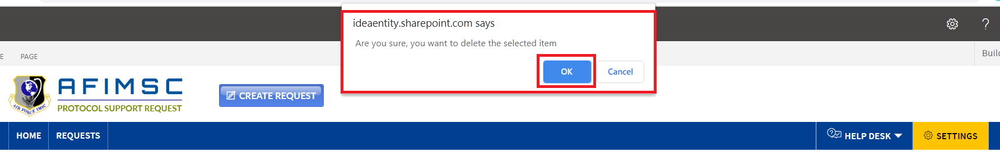 ideaentity.sharepoint.com says
Are you sure, you want to delete the selected item
OK
Cancel
?
E
PAGE
Build
AFIMSC
PROTOCOL SUPPORT REQUEST
AIR FORCE IMSC
CREATE REQUEST
HOME
REQUESTS
HELP DESK
SETTINGS